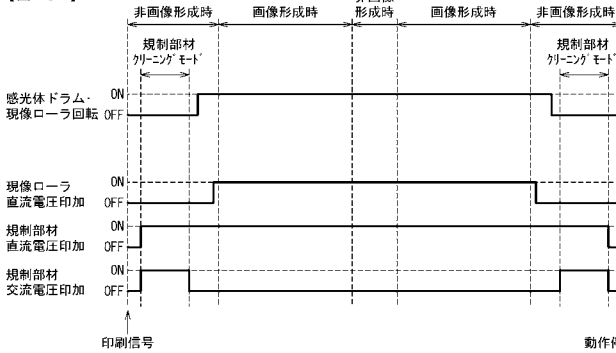 非画像形成時 画像形成時 形成時 画像形成時 非画像形成時
規制部材 規制部材
クリーニングモード クリーニングモード
感光体ドラム・ ON
現像ローラ回転 OFF
現像ローラ ON
直流電圧印加 OFF
規制部材 ON
直流電圧印加 OFF
規制部材 ON
交流電圧印加 OFF
印刷信号 動作